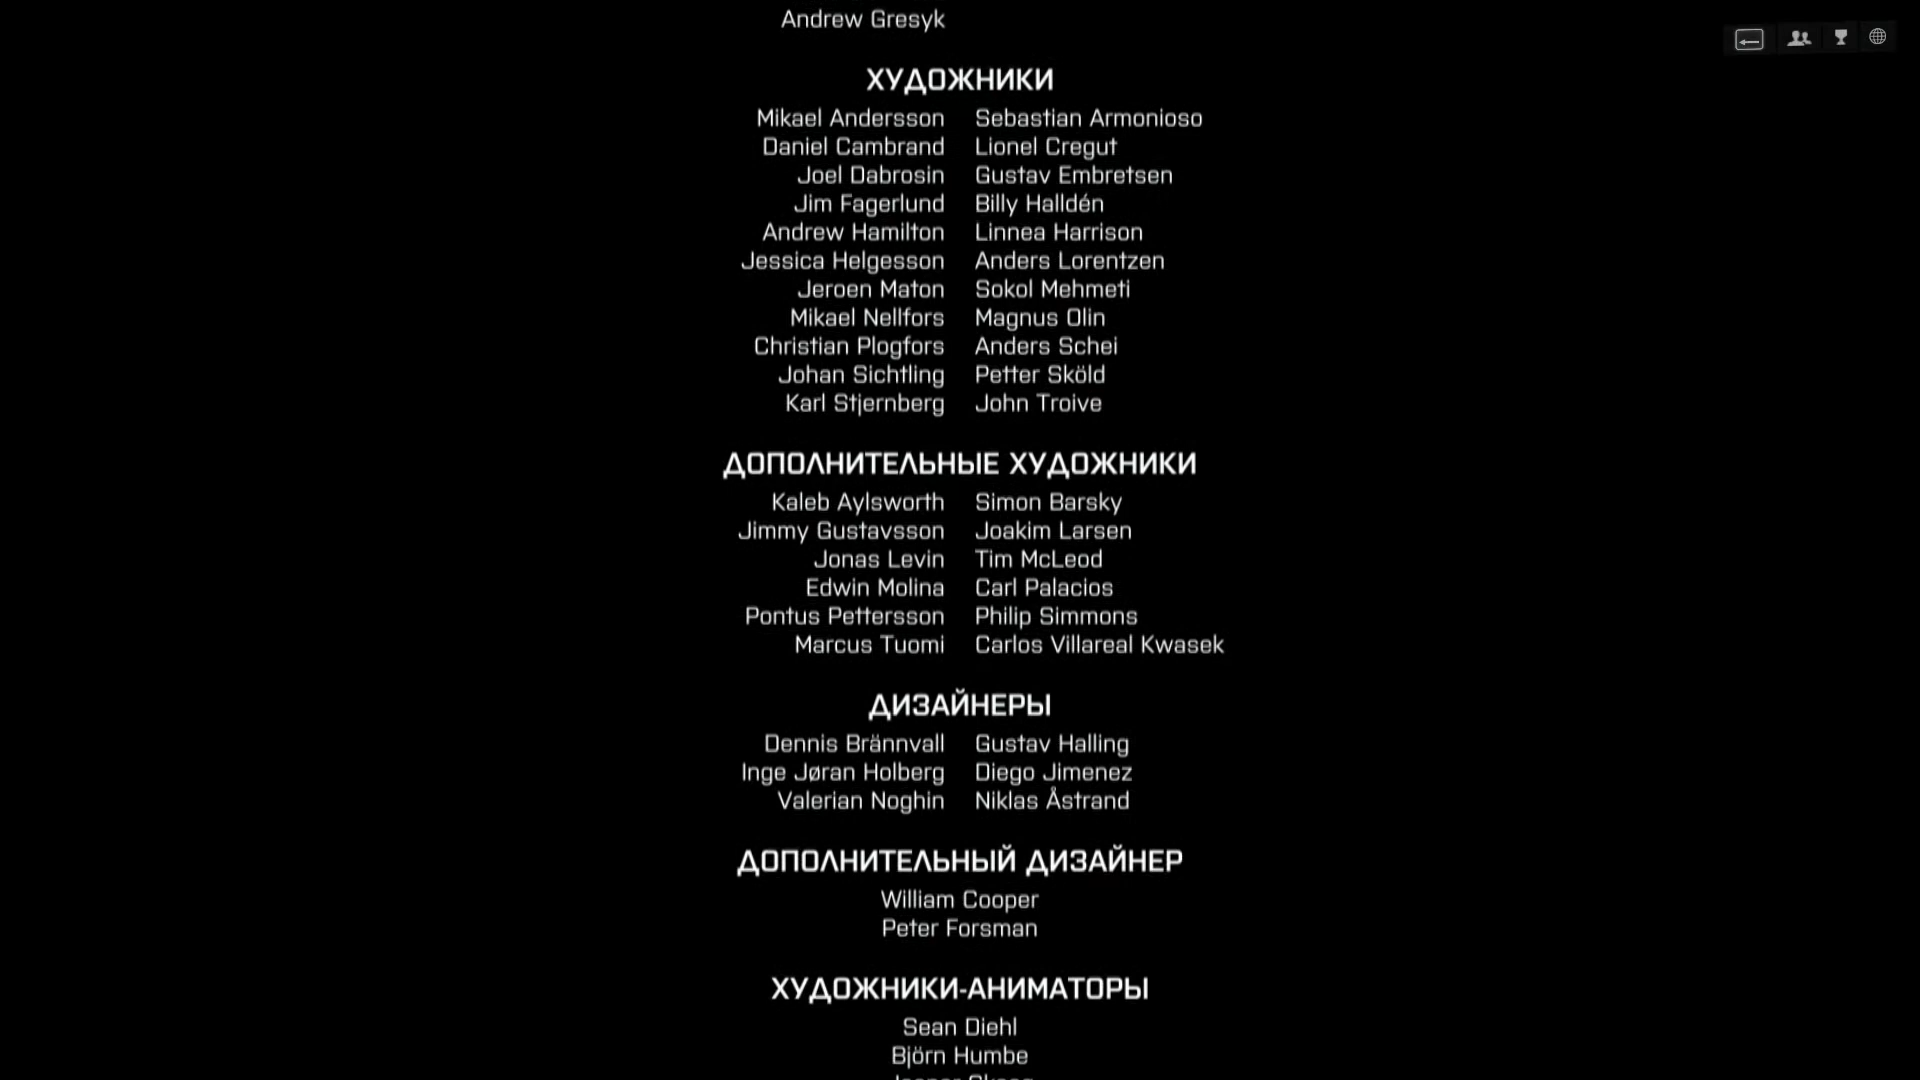 Andrew Gresyk
ХУДОЖНИКИ
Mikael Andersson Sebastian Armonioso
Daniel Cambrand Lionel Cregut
Joel Dabrosin Gustav Embretsen
Jim Fagerlund Billy Halldén
Andrew Hamilton Linnea Harrison
Jessica Helgesson Anders Lorentzen
Jeroen Maton Sokol Mehmeti
Mikael Nellfors Magnus Olin
Christian Plogfors Anders Schei
Johan Sichtling Petter Sköld
Karl Stjernberg John Troive
ДОПОЛНИТЕЛЬНЫЕ ХУДОЖНИКИ
Kaleb Aylsworth Simon Barsky
Jimmy Gustavsson Joakim Larsen
Jonas Levin Tim McLeod
Edwin Molina Carl Palacios
Pontus Pettersson Philip Simmons
Marcus Tuomi Carlos Villareal Kwasek
ДИЗАЙНЕРЫ
Dennis Brännvall Gustav Halling
Inge Jøran Holberg Diego Jimenez
Valerian Noghin Niklas Åstrand
ДОПОЛНИТЕЛЬНЫЙ ДИЗАЙНЕР
William Cooper
Peter Forsman
ХУДОЖНИКИ-АНИМАТОРЫ
Sean Diehl
Björn Humbe